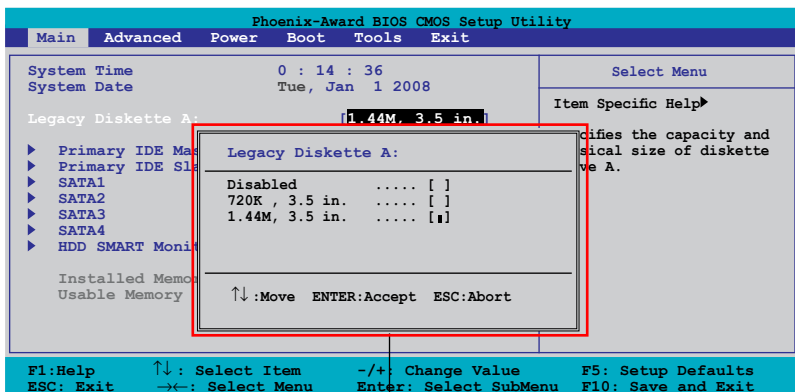 Phoenix-Award BIOS CMOS Setup Utility
Main Advanced Power Boot Tools Exit
System Time 0 : 14 : 36
System Date Tue, Jan 1 2008
Legacy Diskette A: [1.44M, 3.5 in.]
Primary IDE Mas
Primary IDE Sla
SATA1
SATA2
SATA3
SATA4
HDD SMART Monit
Installed Memo
Usable Memory
Legacy Diskette A:
Disabled ..... [ ]
720K , 3.5 in. ..... [ ]
1.44M, 3.5 in. ..... [▮]
↑↓ :Move ENTER:Accept ESC:Abort
Select Menu
Item Specific Help
cifies the capacity and
sical size of diskette
ve A.
F1:Help ↑↓ : Select Item -/+: Change Value F5: Setup Defaults
ESC: Exit →←: Select Menu Enter: Select SubMenu F10: Save and Exit